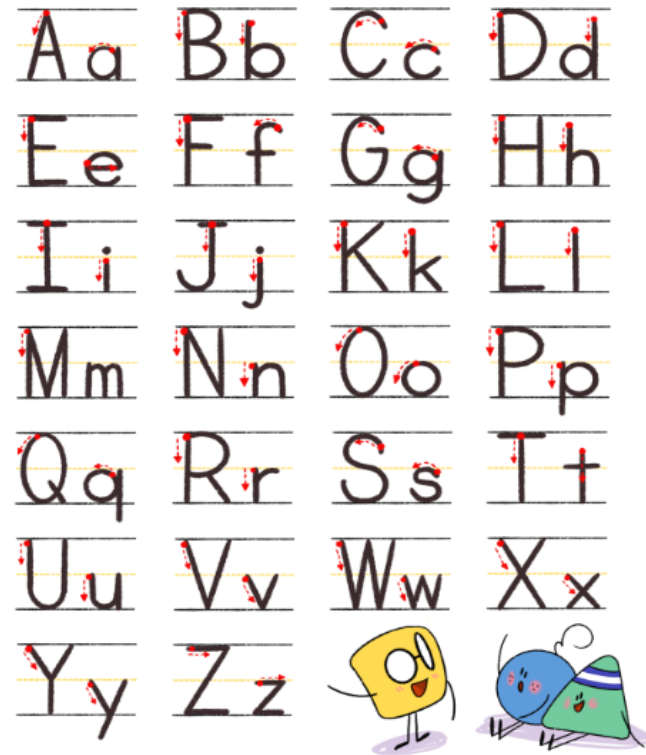 Aa Bb Cc Dd
Ee Ff Gg Hh
Ii Jj Kk Ll
Mm Nn Oo Pp
Qq Rr Ss Tt
Uu Vv Ww Xx
Yy Zz